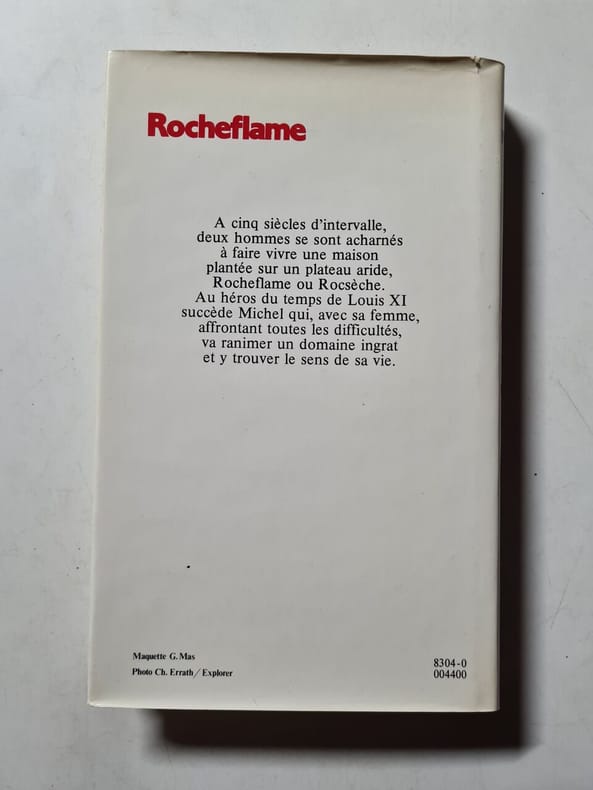 Rocheflame
A cinq siècles d'intervalle,
deux hommes se sont acharnés
à faire vivre une maison
plantée sur un plateau aride,
Rocheflame ou Rocsèche.
Au héros du temps de Louis XI
succède Michel qui, avec sa femme,
affrontant toutes les difficultés,
va ranimer un domaine ingrat
et y trouver le sens de sa vie.
Maquette G. Mas
Photo Ch. Errath/Explorer
8304-0
004400